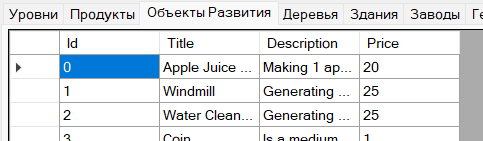 Уровни Продукты Объекты Развития Деревья Здания Заводы
Id Title Description Price
0 Apple Juice ... Making 1 ap... 20
1 Windmill Generating ... 25
2 Water Clean... Generating ... 25
3 Coin Is a medium 1